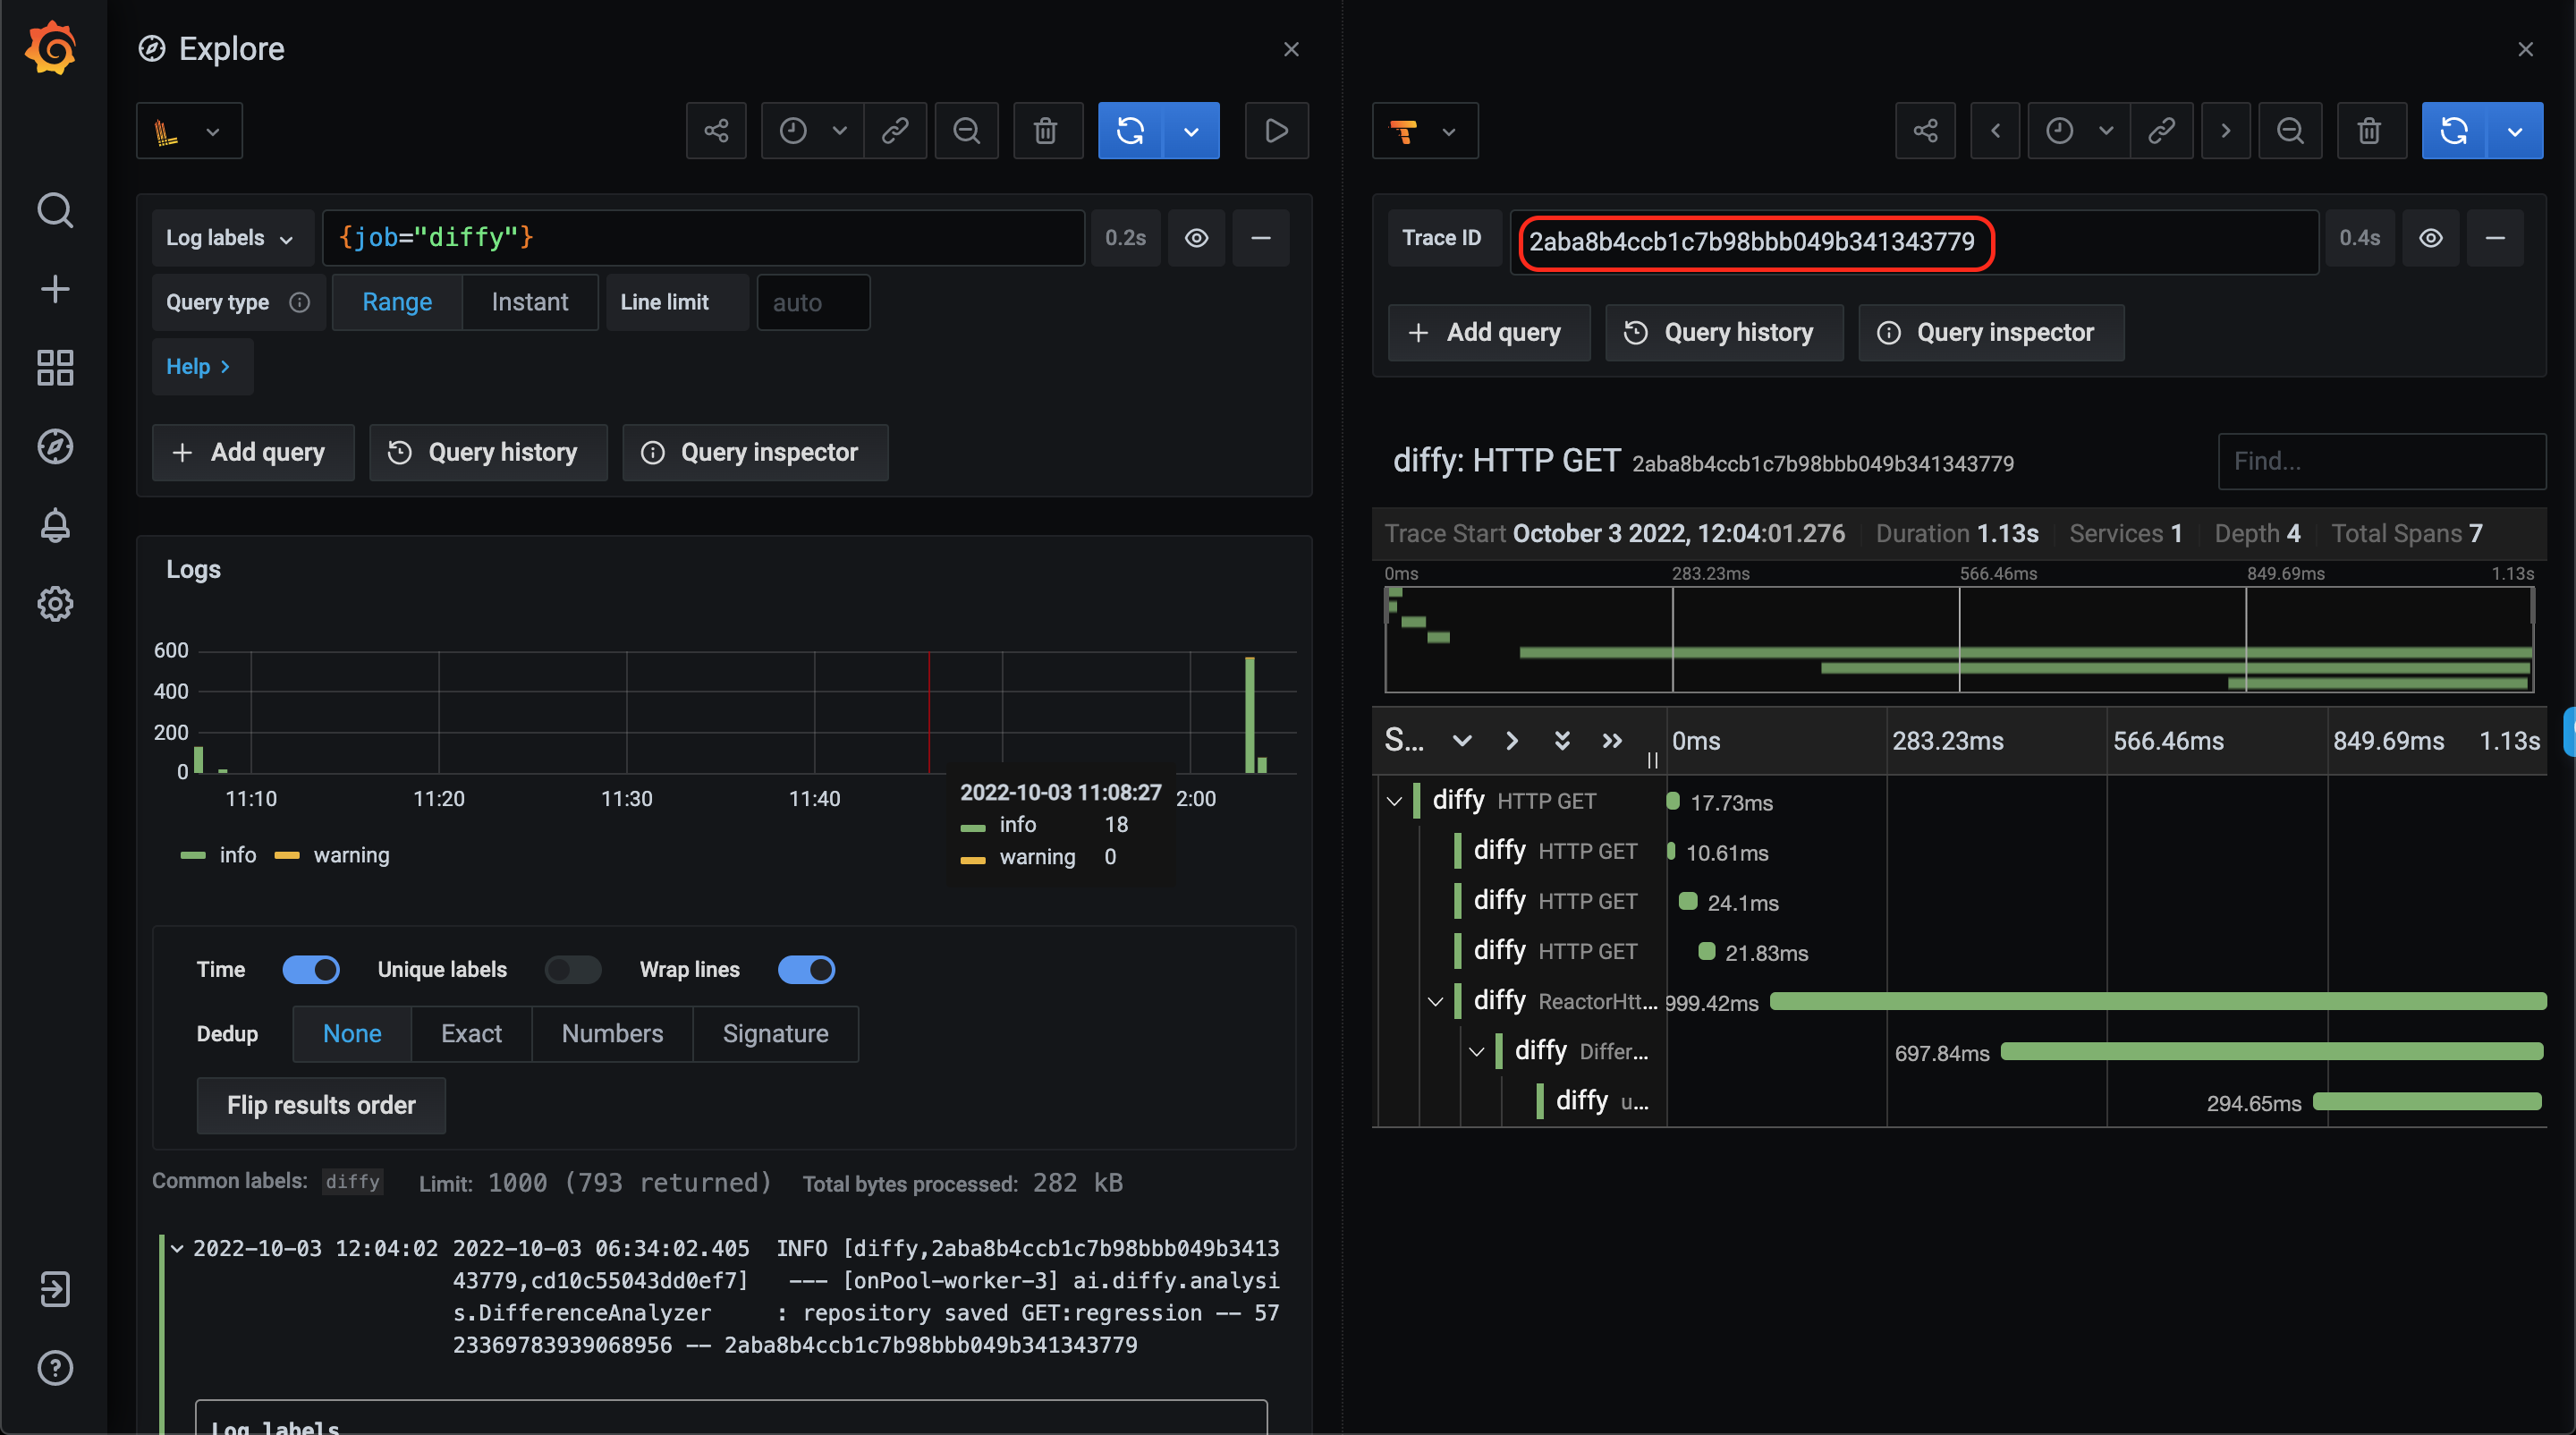 Explore
Log labels
{job="diffy"}
0.2s
Query type
Range
Instant
Line limit
auto
Help
Add query
Query history
Query inspector
Logs
600
400
200
0
11:10
11:20
11:30
11:40
2:00
2022-10-03 11:08:27
info 18
warning 0
info
warning
Time
Unique labels
Wrap lines
Dedup
None
Exact
Numbers
Signature
Flip results order
Common labels: diffy Limit: 1000 (793 returned) Total bytes processed: 282 kB
2022-10-03 12:04:02 2022-10-03 06:34:02.405 INFO [diffy,2aba8b4ccb1c7b98bbb049b3413
43779,cd10c55043dd0ef7] --- [onPool-worker-3] ai.diffy.analysi
s.DifferenceAnalyzer : repository saved GET:regression -- 57
23369783939068956 -- 2aba8b4ccb1c7b98bbb049b341343779
Log labels
Trace ID
2aba8b4ccb1c7b98bbb049b341343779
0.4s
Add query
Query history
Query inspector
diffy: HTTP GET 2aba8b4ccb1c7b98bbb049b341343779
Find...
Trace Start October 3 2022, 12:04:01.276 Duration 1.13s Services 1 Depth 4 Total Spans 7
0ms 283.23ms 566.46ms 849.69ms 1.13s
S... 0ms 283.23ms 566.46ms 849.69ms 1.13s
diffy HTTP GET 17.73ms
diffy HTTP GET 10.61ms
diffy HTTP GET 24.1ms
diffy HTTP GET 21.83ms
diffy ReactorHtt... 999.42ms
diffy Differ... 697.84ms
diffy u... 294.65ms